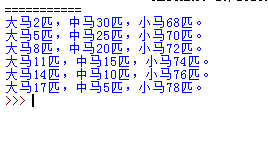 ===========
大马2匹，中马30匹，小马68匹。
大马5匹，中马25匹，小马70匹。
大马8匹，中马20匹，小马72匹。
大马11匹，中马15匹，小马74匹。
大马14匹，中马10匹，小马76匹。
大马17匹，中马5匹，小马78匹。
>>>